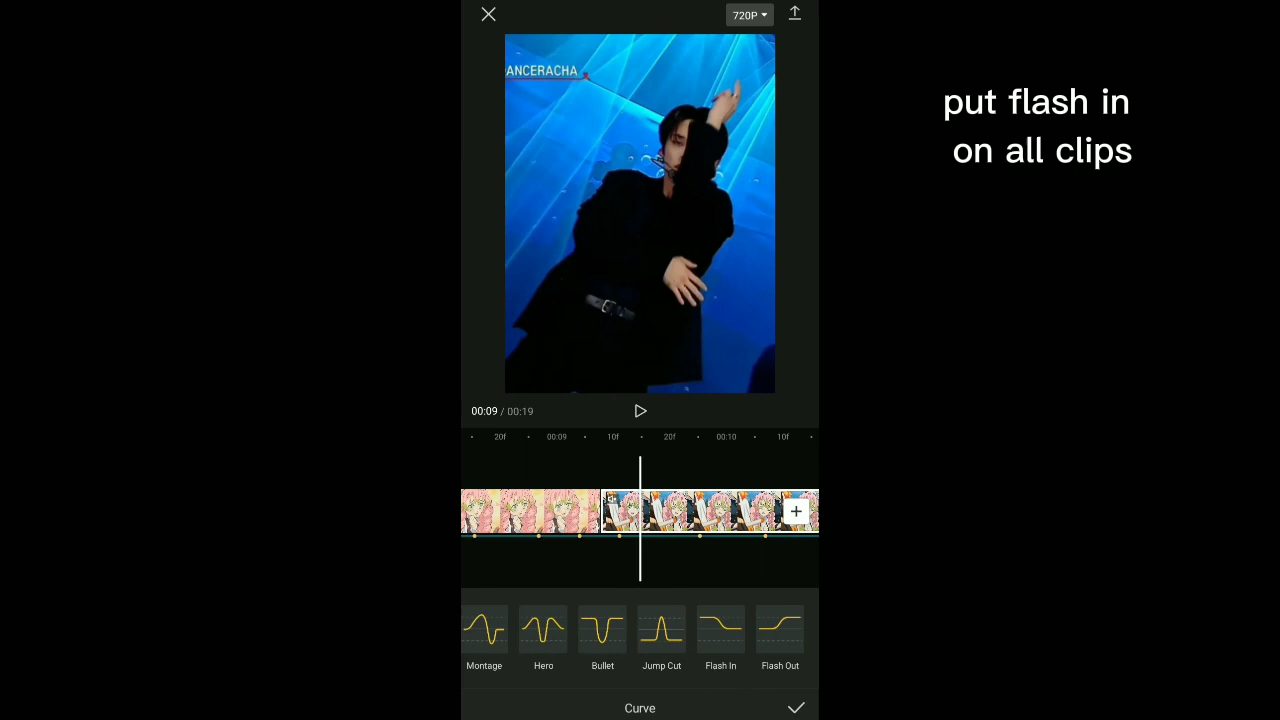 720P
ANCERACHA
put flash in
on all clips
00:09 / 00:19
20f 00:09 10f 20f 00:10 10f
Montage Hero Bullet Jump Cut Flash In Flash Out
Curve